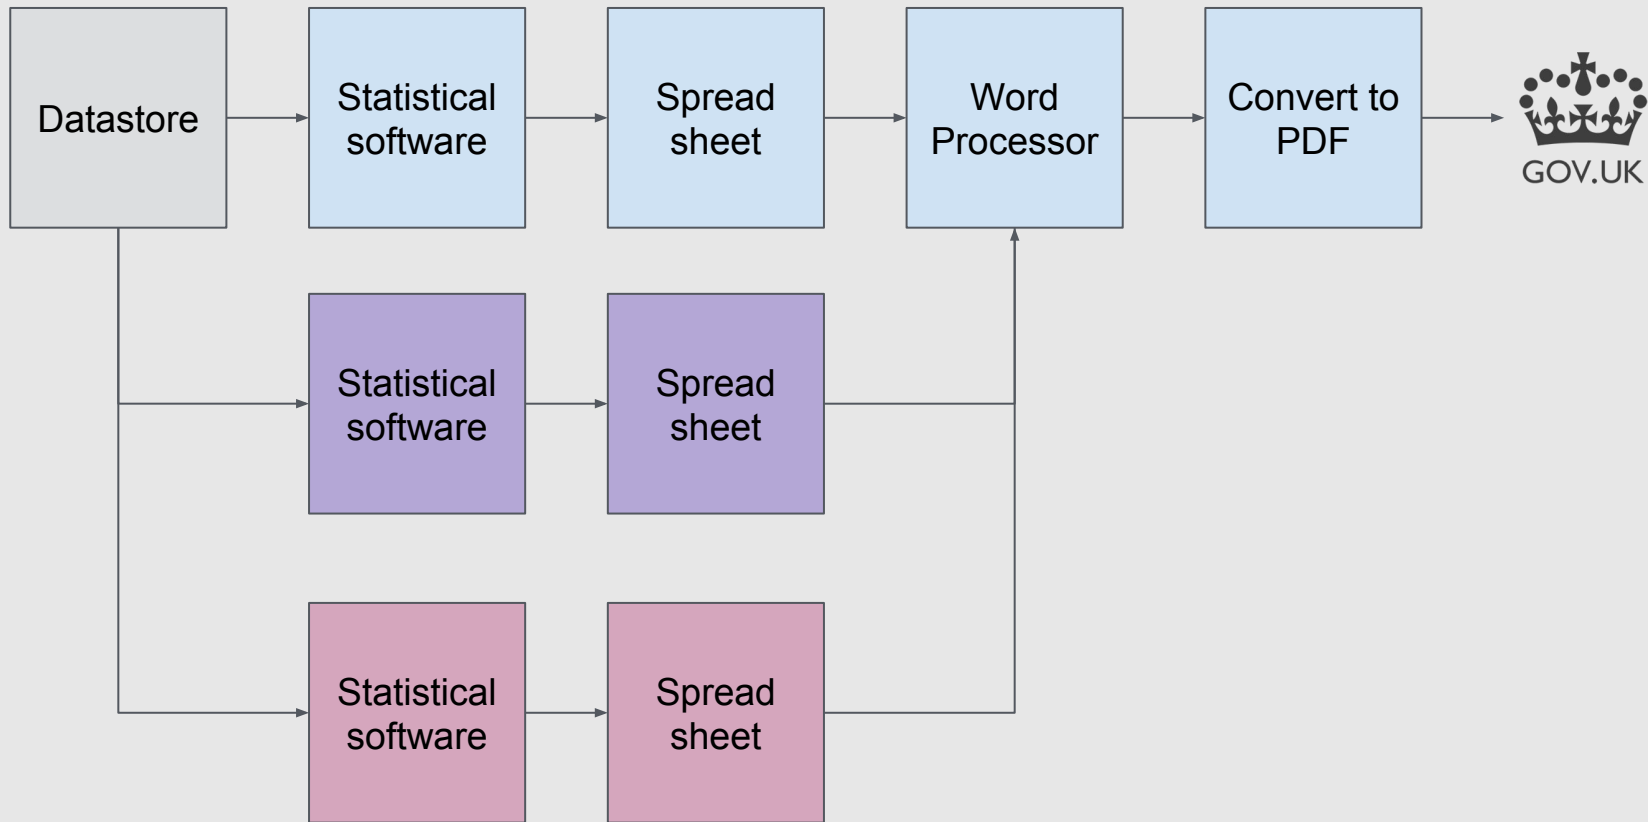 Datastore
Statistical
software
Spread
sheet
Word
Processor
Convert to
PDF
GOV.UK
Statistical
software
Spread
sheet
Statistical
software
Spread
sheet